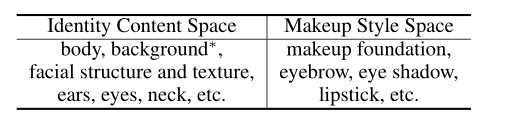 Identity Content Space Makeup Style Space
body, background*, makeup foundation,
facial structure and texture, eyebrow, eye shadow,
ears, eyes, neck, etc. lipstick, etc.